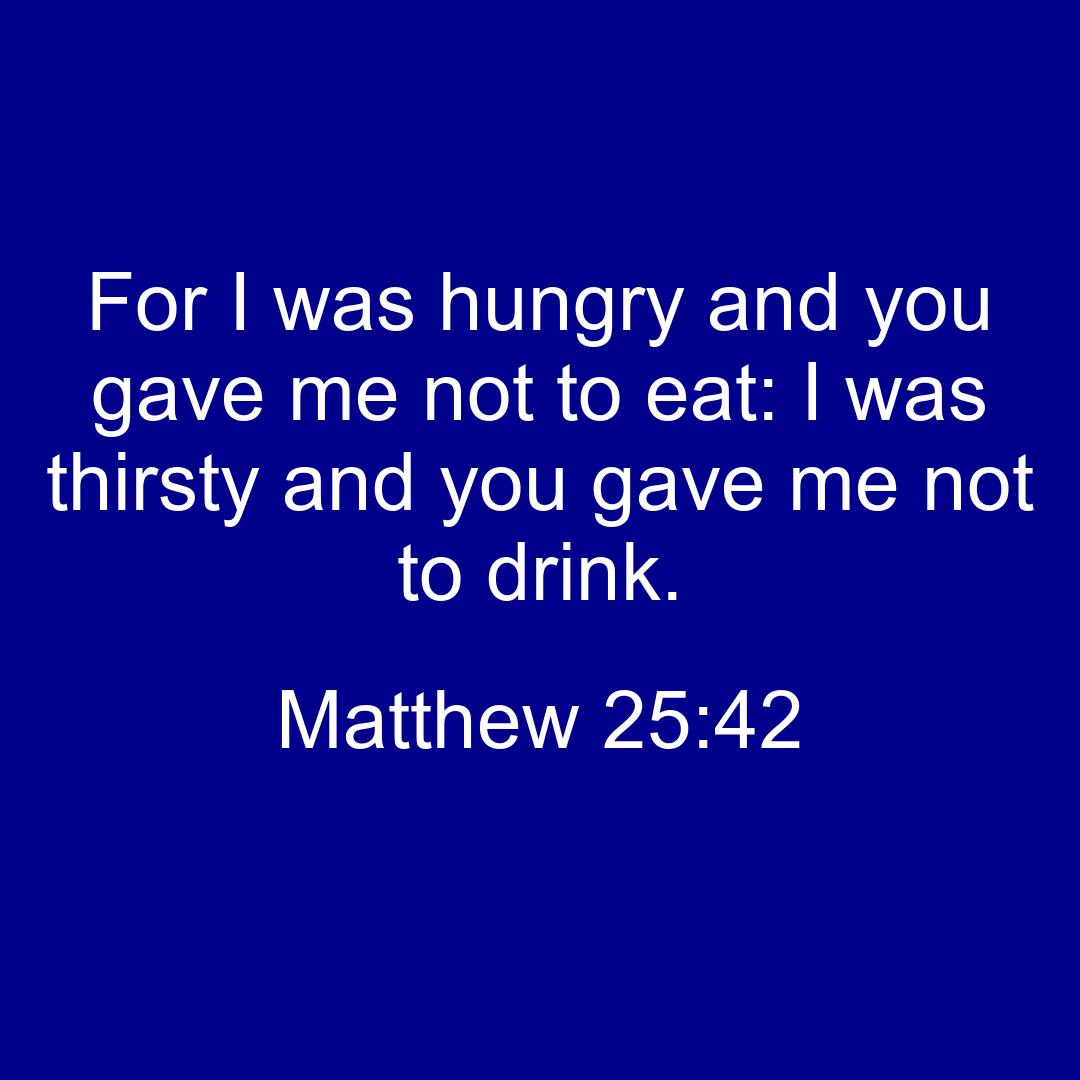 For I was hungry and you
gave me not to eat: I was
thirsty and you gave me not
to drink.
Matthew 25:42